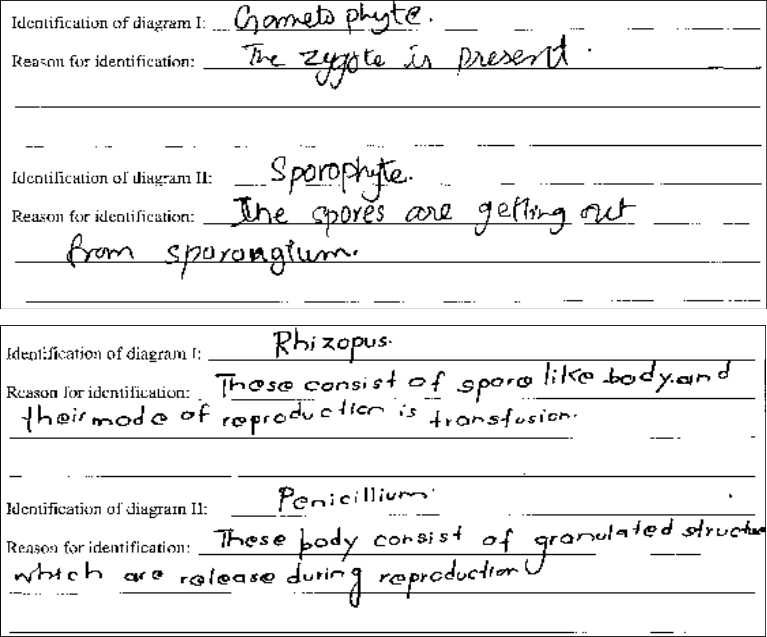 Identification of diagram I: Gametophyte.
Reason for identification: The zygote is present.
Identification of diagram II: Sporophyte.
Reason for identification: The spores are getting out
from sporangium.
Identification of diagram I: Rhizopus.
Reason for identification: These consist of spore like body and
their mode of reproduction is transfusion.
Identification of diagram II: Penicillium.
Reason for identification: These body consist of granulated structure
which are release during reproduction